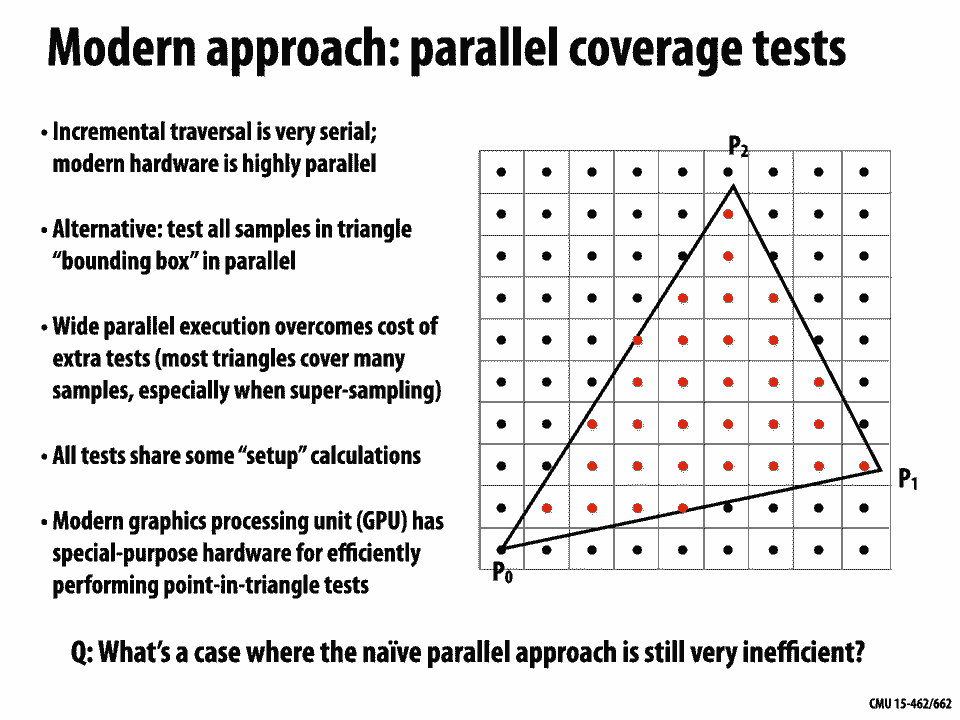 Modern approach: parallel coverage tests
• Incremental traversal is very serial;
modern hardware is highly parallel
• Alternative: test all samples in triangle
“bounding box” in parallel
• Wide parallel execution overcomes cost of
extra tests (most triangles cover many
samples, especially when super-sampling)
• All tests share some “setup” calculations
• Modern graphics processing unit (GPU) has
special-purpose hardware for efficiently
performing point-in-triangle tests
P2
P1
P0
Q: What’s a case where the naïve parallel approach is still very inefficient?
CMU 15-462/662